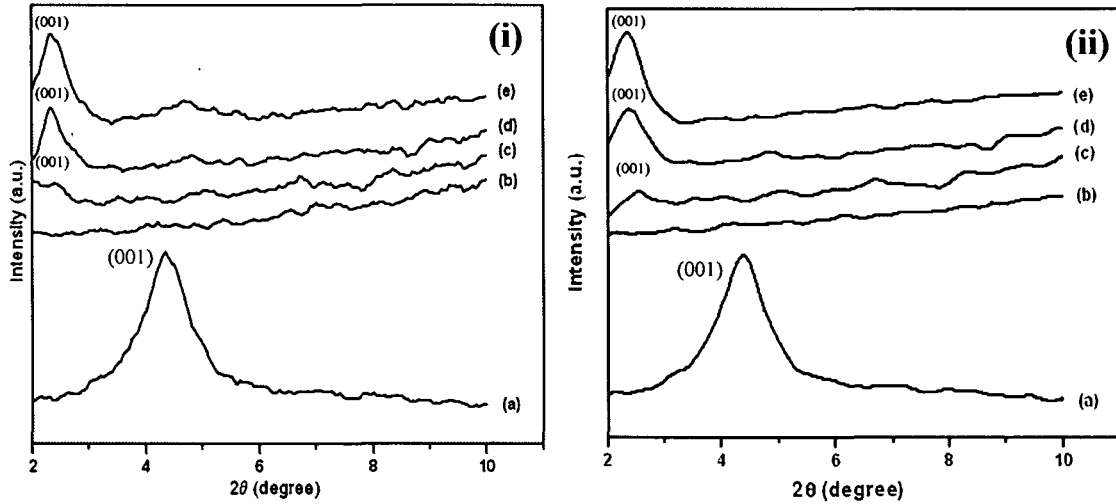 (i)
(001)
(e)
(001)
(d)
(001)
(c)
(b)
(001)
(a)
Intensity (a.u.)
2 4 6 8 10
2θ (degree)
(ii)
(001)
(e)
(001)
(d)
(001)
(c)
(b)
(001)
(a)
Intensity (a.u.)
2 4 6 8 10
2θ (degree)